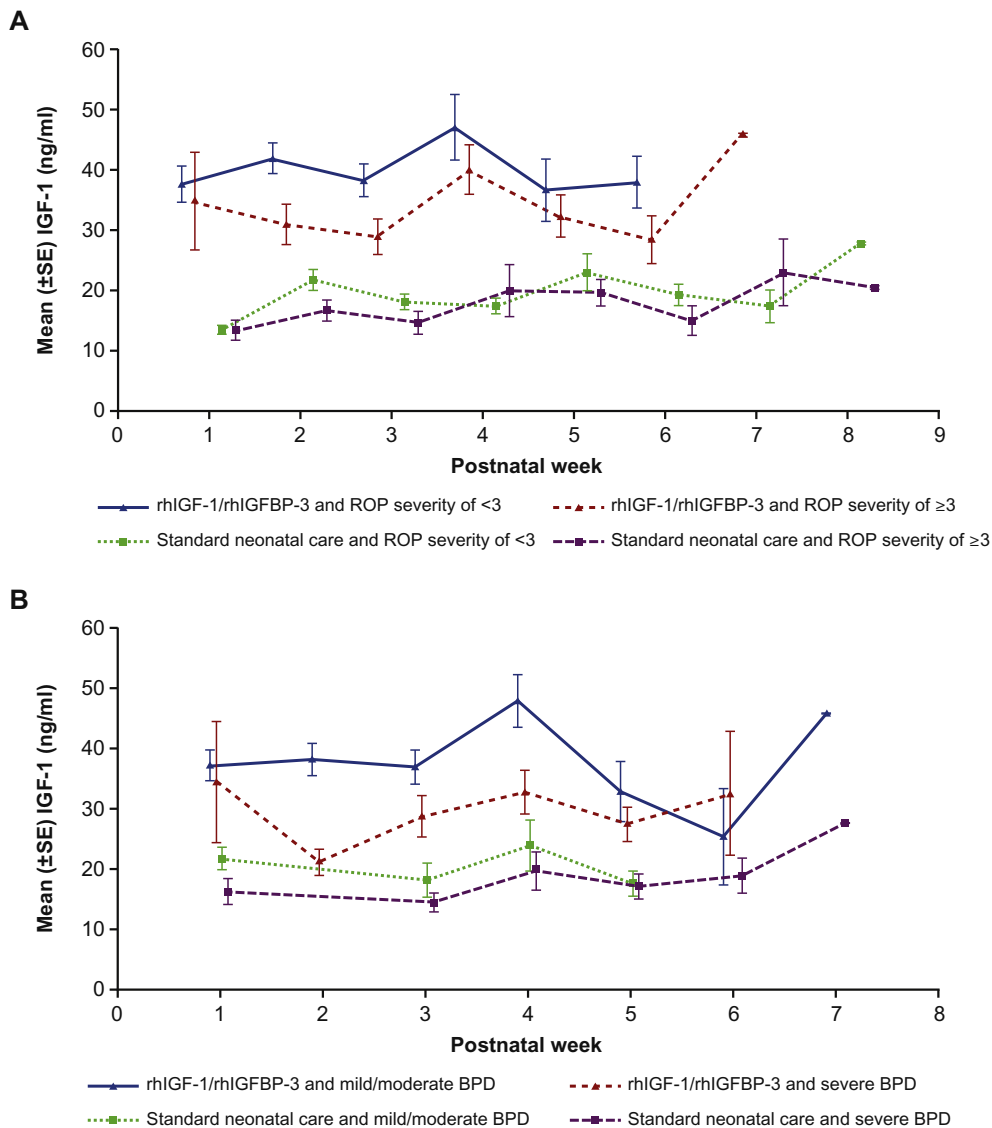 A
Mean (±SE) IGF-1 (ng/ml)
60
50
40
30
20
10
0
0 1 2 3 4 5 6 7 8 9
Postnatal week
rhIGF-1/rhIGFBP-3 and ROP severity of <3
rhIGF-1/rhIGFBP-3 and ROP severity of ≥3
Standard neonatal care and ROP severity of <3
Standard neonatal care and ROP severity of ≥3
B
Mean (±SE) IGF-1 (ng/ml)
60
50
40
30
20
10
0
0 1 2 3 4 5 6 7 8
Postnatal week
rhIGF-1/rhIGFBP-3 and mild/moderate BPD
rhIGF-1/rhIGFBP-3 and severe BPD
Standard neonatal care and mild/moderate BPD
Standard neonatal care and severe BPD